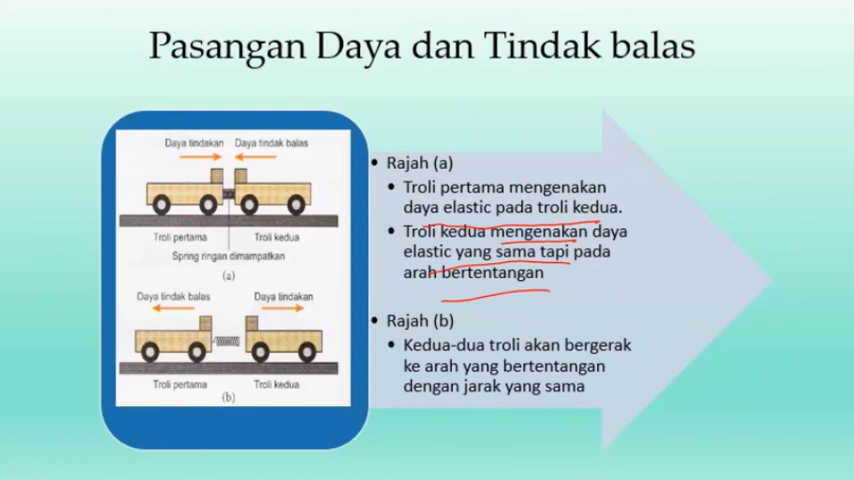 Pasangan Daya dan Tindak balas
Daya tindakan Daya tindak balas
Troli pertama Troli kedua
Spring ringan dimampatkan
(a)
Daya tindak balas Daya tindakan
Troli pertama Troli kedua
(b)
• Rajah (a)
• Troli pertama mengenakan
daya elastic pada troli kedua.
• Troli kedua mengenakan daya
elastic yang sama tapi pada
arah bertentangan
• Rajah (b)
• Kedua-dua troli akan bergerak
ke arah yang bertentangan
dengan jarak yang sama